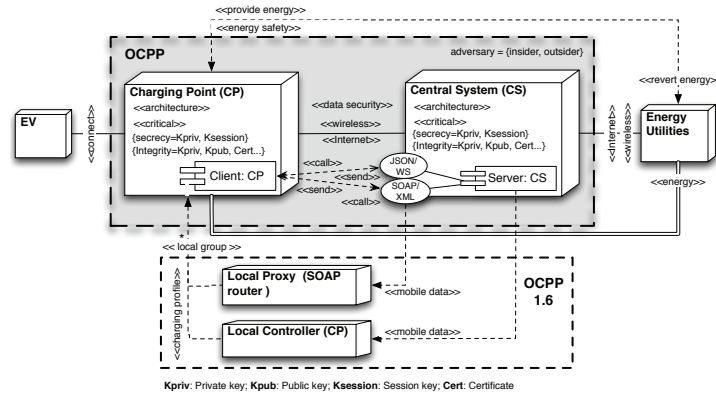 <<provide energy>>
<<energy safety>>
OCPP
adversary = {insider, outsider}
<<revert energy>>
Charging Point (CP)
<<architecture>>
<<critical>>
{secrecy=Kpriv, Ksession}
{Integrity=Kpriv, Kpub, Cert...}
Client: CP
<<data security>>
<<wireless>>
<<Internet>>
<<call>>
<<send>>
<<send>>
<<call>>
Central System (CS)
<<architecture>>
<<critical>>
{secrecy=Kpriv, Ksession}
{Integrity=Kpriv, Kpub, Cert...}
JSON/
WS
SOAP/
XML
Server: CS
EV
<<connect>>
<<Internet>>
<<wireless>>
Energy
Utilities
<<energy>>
*
<< local group >>
<<charging profile>>
Local Proxy (SOAP
router )
<<mobile data>>
OCPP
1.6
Local Controller (CP)
<<mobile data>>
Kpriv: Private key; Kpub: Public key; Ksession: Session key; Cert: Certificate